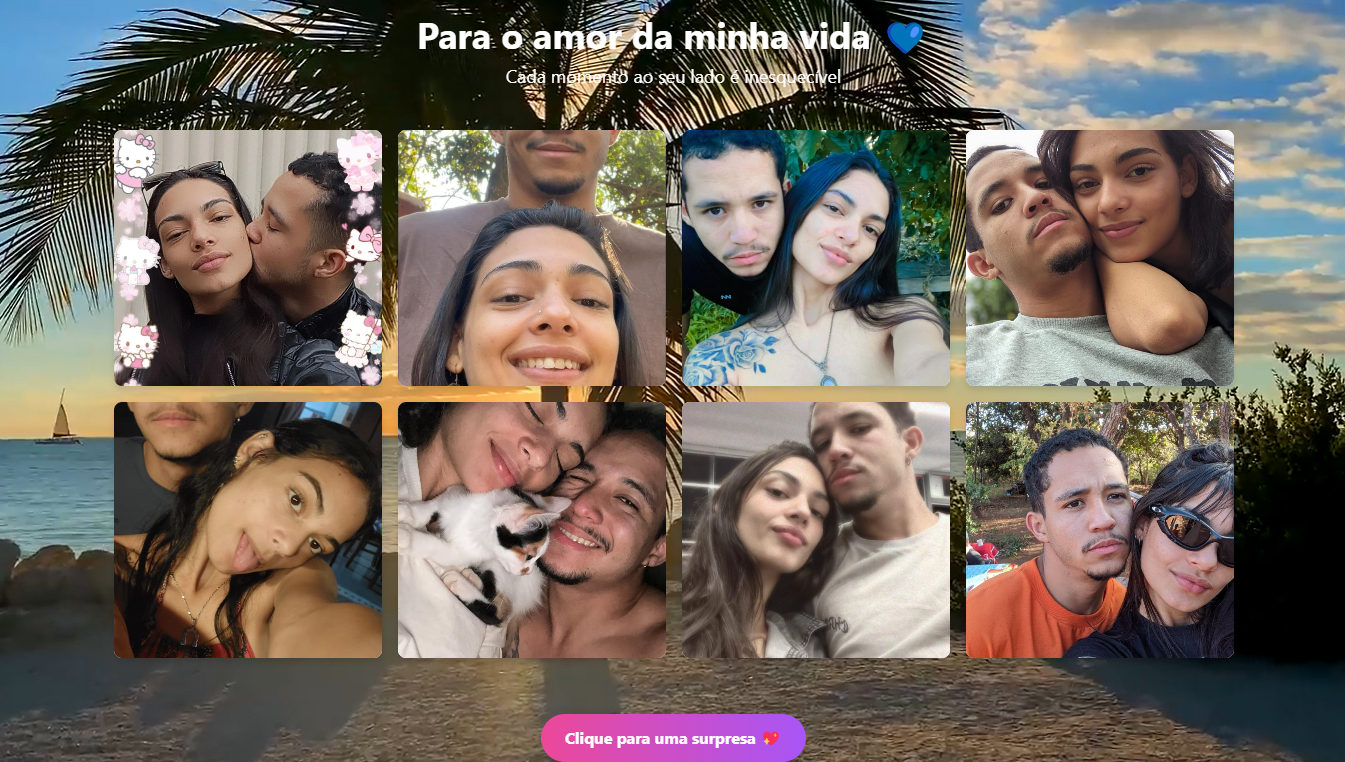 Para o amor da minha vida 💙
Cada momento ao seu lado é inesquecível
Clique para uma surpresa 💖